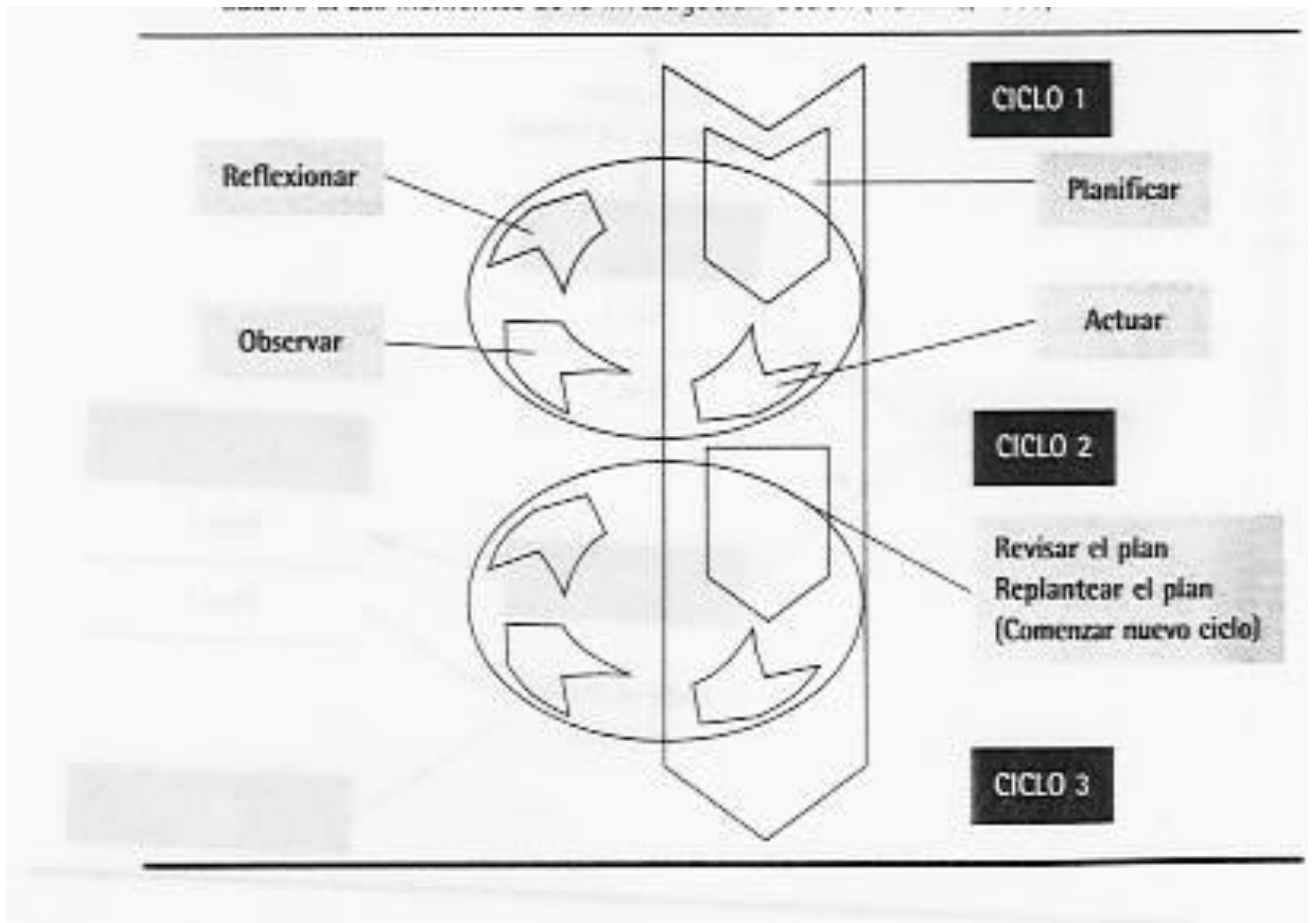 CICLO 1
Reflexionar
Planificar
Observar
Actuar
CICLO 2
Revisar el plan
Replantear el plan
(Comenzar nuevo ciclo)
CICLO 3